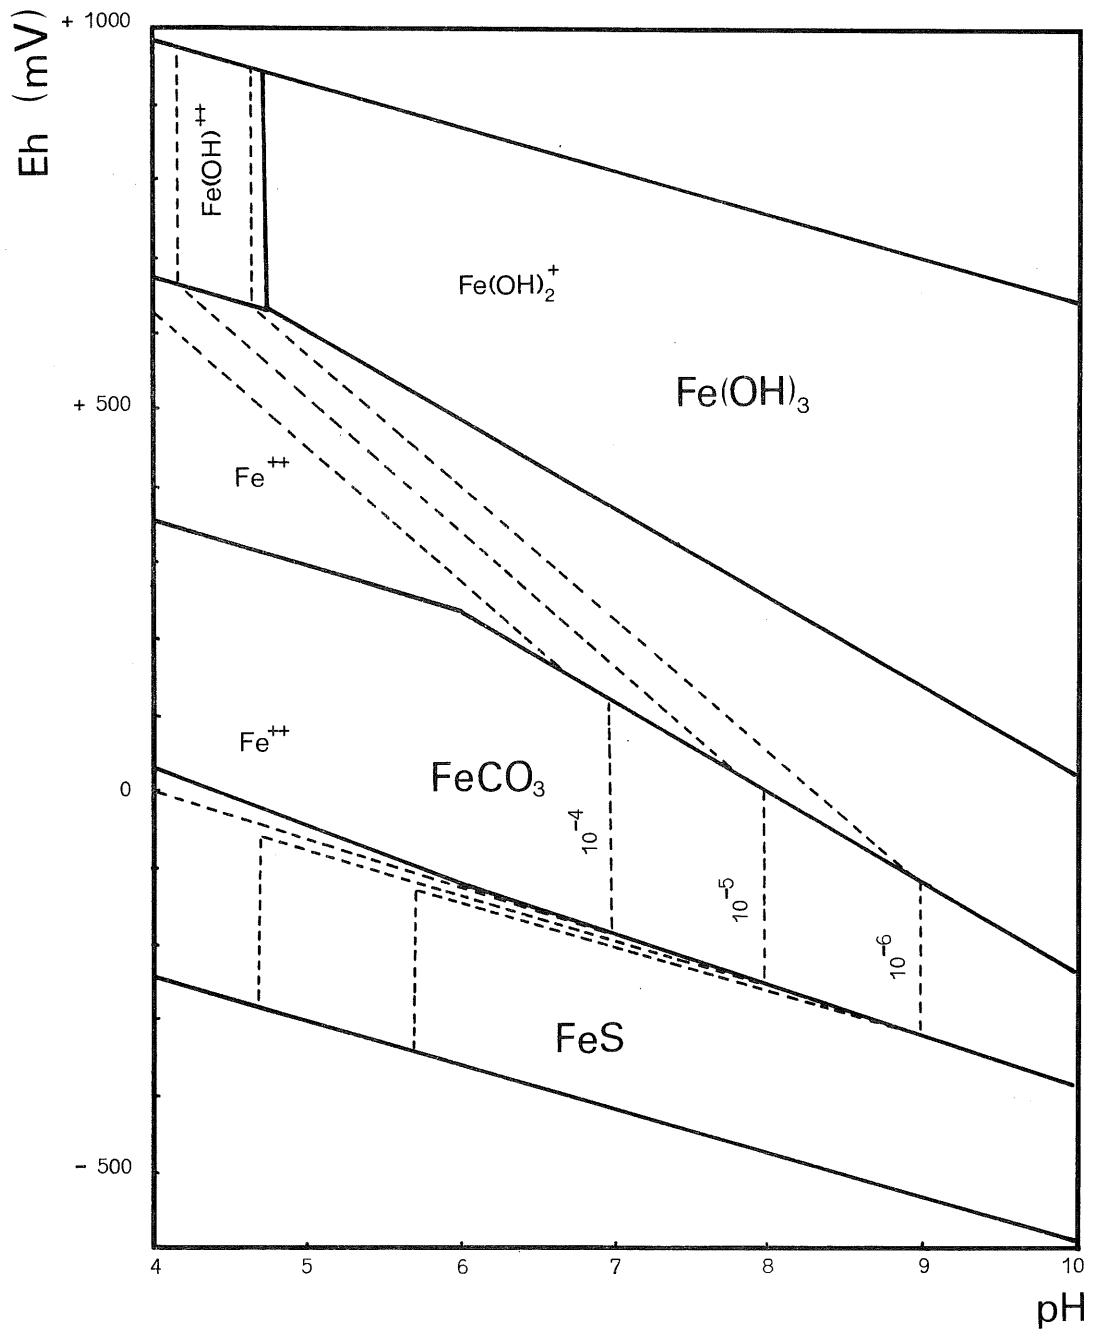 Eh (mV)
+ 1000
+ 500
0
− 500
Fe(OH)⁺⁺
Fe(OH)₂⁺
Fe(OH)₃
Fe⁺⁺
Fe⁺⁺
FeCO₃
10⁻⁴
10⁻⁵
10⁻⁶
FeS
4 5 6 7 8 9 10
pH